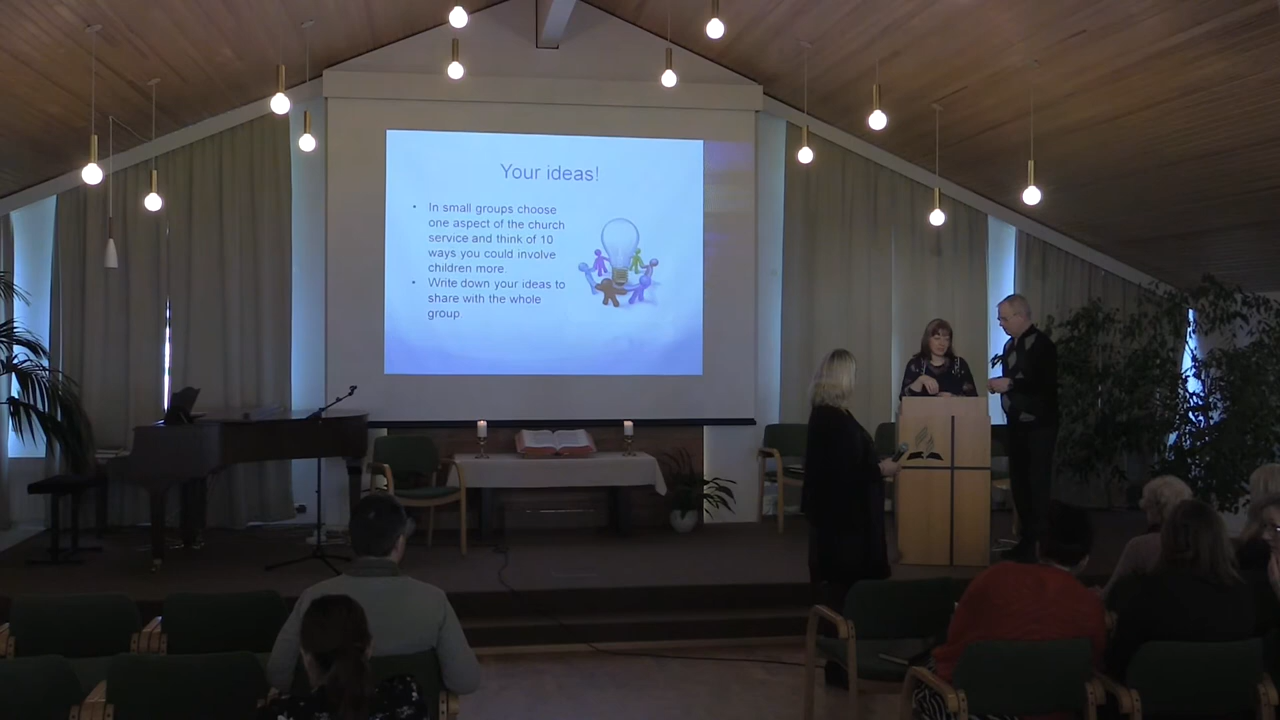 Your ideas!
• In small groups choose
one aspect of the church
service and think of 10
ways you could involve
children more.
• Write down your ideas to
share with the whole
group.